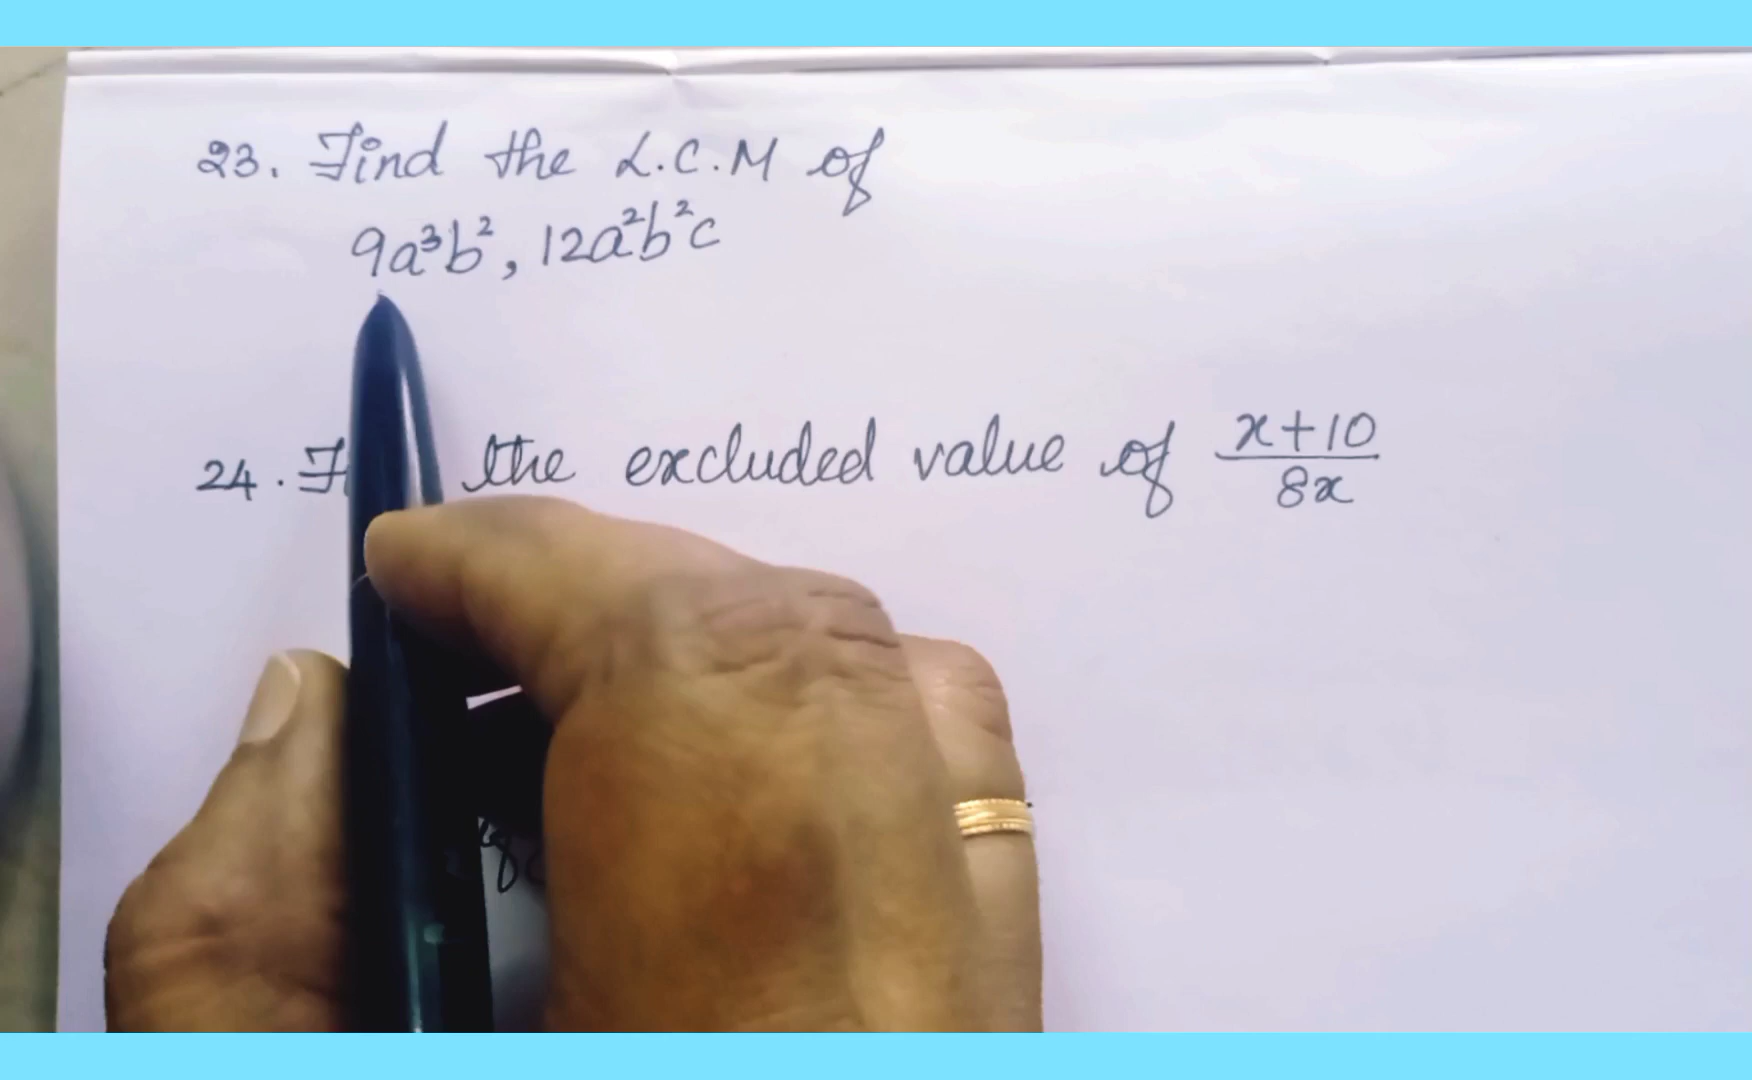 23. Find the L.C.M of
9a³b², 12a²b²c
24. the excluded value of x+10
8x